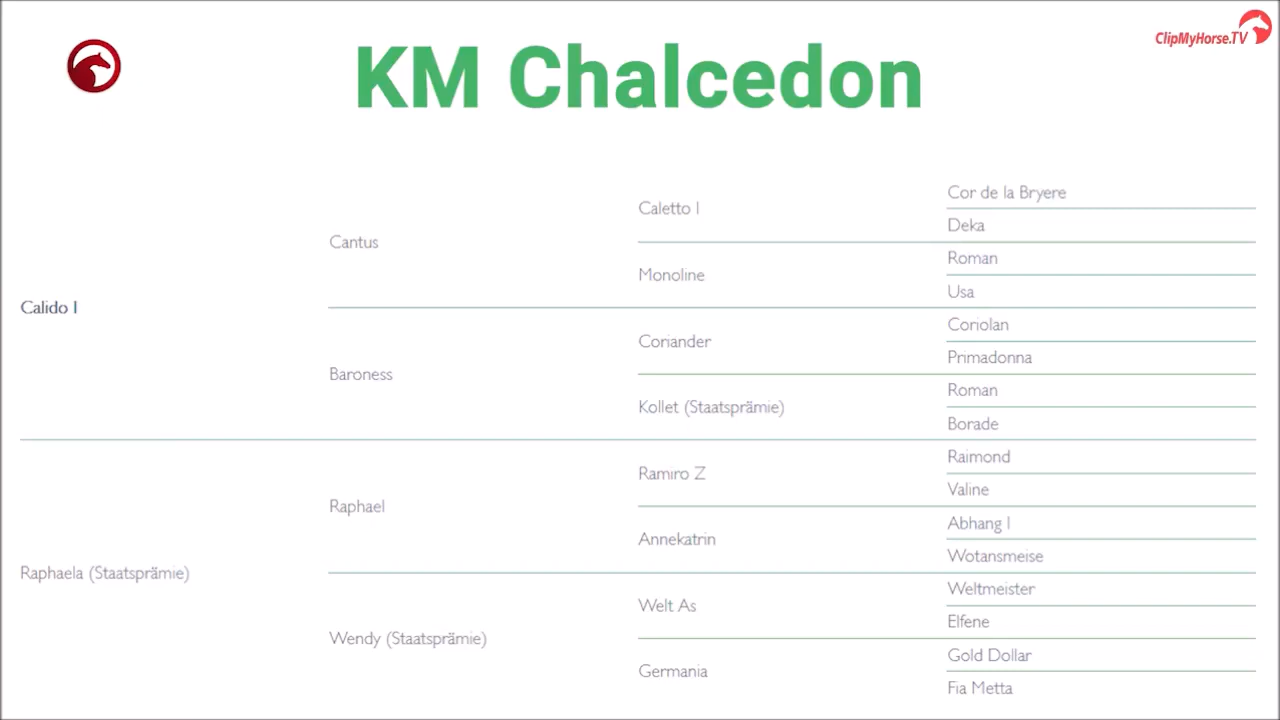 ClipMyHorse.TV
KM Chalcedon
Calido I
Cantus
Caletto I
Cor de la Bryere
Deka
Monoline
Roman
Usa
Baroness
Coriander
Coriolan
Primadonna
Kollet (Staatsprämie)
Roman
Borade
Raphaela (Staatsprämie)
Raphael
Ramiro Z
Raimond
Valine
Annekatrin
Abhang I
Wotansmeise
Wendy (Staatsprämie)
Welt As
Weltmeister
Elfene
Germania
Gold Dollar
Fia Metta